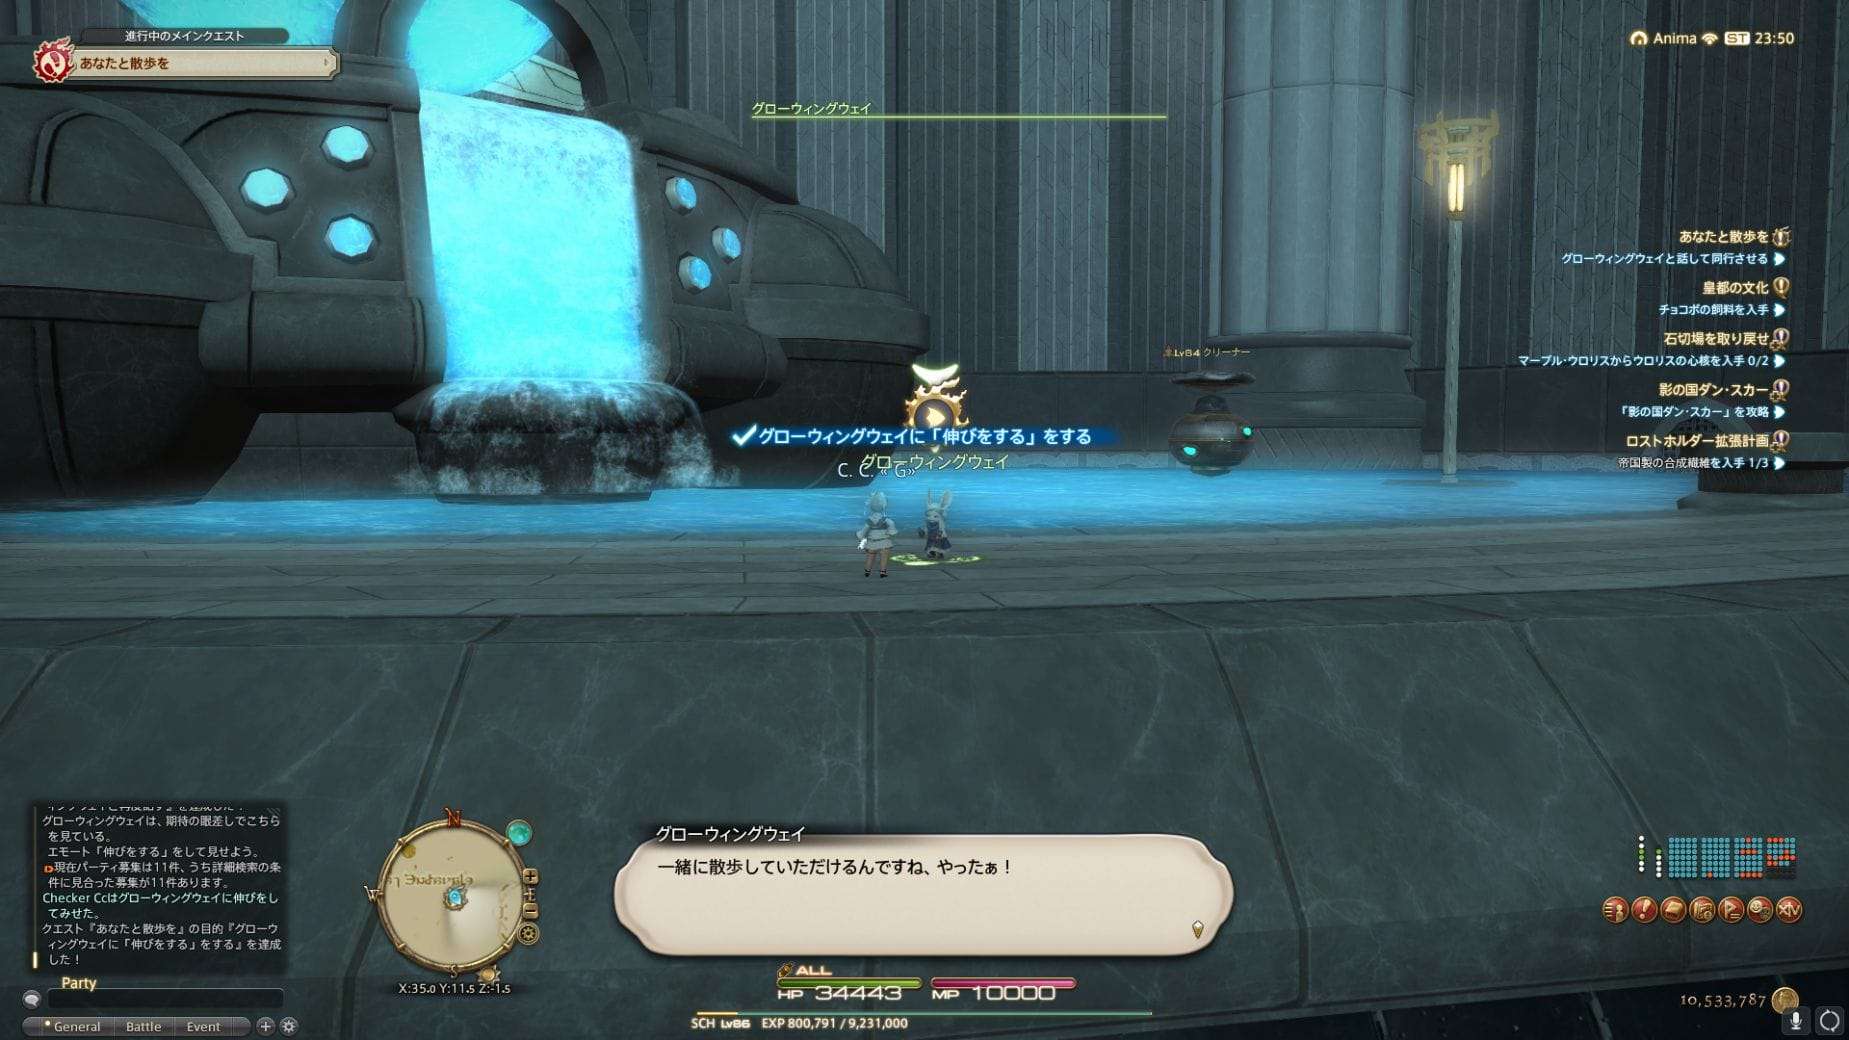 進行中のメインクエスト
あなたと散歩を
Anima ST 23:50
グローウィングウェイ
あなたと散歩を
グローウィングウェイと話して同行させる
皇都の文化
チョコボの飼料を入手
石切場を取り戻せ
マーブル・ウロリスからウロリスの心核を入手 0/2
影の国ダン・スカー
「影の国ダン・スカー」を攻略
ロストホルダー拡張計画
帝国製の合成繊維を入手 1/3
Lv84 クリーナー
グローウィングウェイに「伸びをする」をする
グローウィングウェイ
C. C. «G»
グローウィングウェイは、期待の眼差しでこちら
を見ている。
エモート「伸びをする」をして見せよう。
現在パーティ募集は11件、うち詳細検索の条
件に見合った募集が11件あります。
Checker Ccはグローウィングウェイに伸びをし
てみせた。
クエスト『あなたと散歩を』の目的『グローウ
ィングウェイに「伸びをする」をする』を達成
した！
Party
General Battle Event
N
W
S
X:35.0 Y:11.5 Z:-1.5
グローウィングウェイ
一緒に散歩していただけるんですね、やったぁ！
ALL
HP 34443 MP 10000
SCH Lv86 EXP 800,791 / 9,231,000
XIV
10,533,787